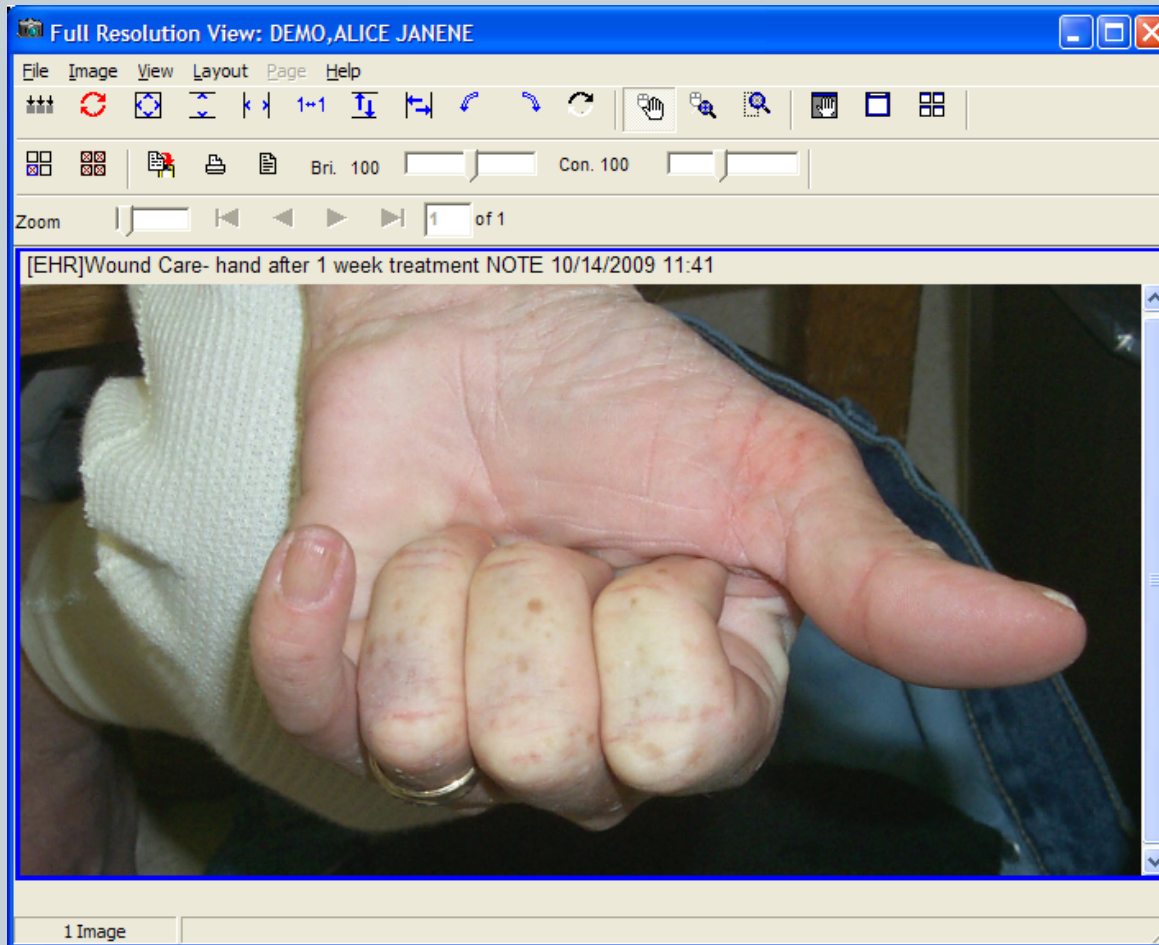 Full Resolution View: DEMO,ALICE JANENE
File Image View Layout Page Help
1↔1
Bri. 100 Con. 100
Zoom 1 of 1
[EHR]Wound Care- hand after 1 week treatment NOTE 10/14/2009 11:41
1 Image